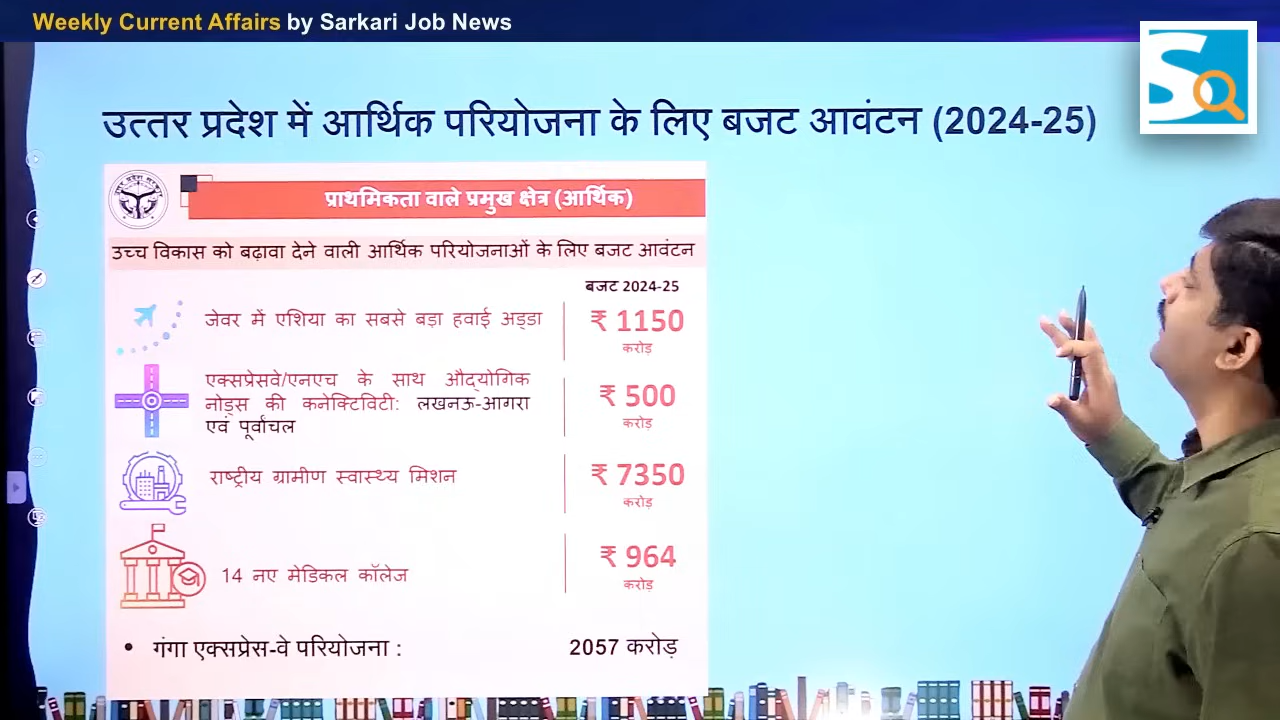 Weekly Current Affairs by Sarkari Job News
उत्तर प्रदेश में आर्थिक परियोजना के लिए बजट आवंटन (2024-25)
प्राथमिकता वाले प्रमुख क्षेत्र (आर्थिक)
उच्च विकास को बढ़ावा देने वाली आर्थिक परियोजनाओं के लिए बजट आवंटन
बजट 2024-25
जेवर में एशिया का सबसे बड़ा हवाई अड्डा
₹ 1150
करोड़
एक्सप्रेसवे/एनएच के साथ औद्योगिक
नोड्स की कनेक्टिविटी: लखनऊ-आगरा
एवं पूर्वांचल
₹ 500
करोड़
राष्ट्रीय ग्रामीण स्वास्थ्य मिशन
₹ 7350
करोड़
14 नए मेडिकल कॉलेज
₹ 964
करोड़
• गंगा एक्सप्रेस-वे परियोजना : 2057 करोड़